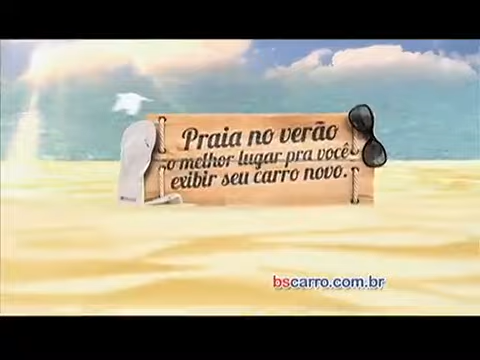 Praia no verão
o melhor lugar pra você
exibir seu carro novo.
bscarro.com.br